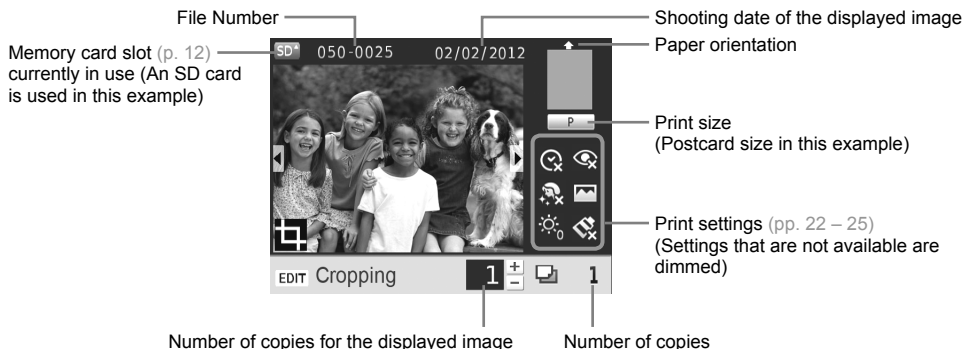 File Number
Shooting date of the displayed image
Memory card slot (p. 12)
currently in use (An SD card
is used in this example)
Paper orientation
SD
050-0025
02/02/2012
P
Print size
(Postcard size in this example)
Print settings (pp. 22 – 25)
(Settings that are not available are
dimmed)
0
EDIT Cropping
1
+
−
1
Number of copies for the displayed image
Number of copies